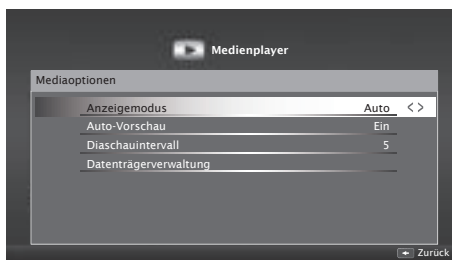 Medienplayer
Mediaoptionen
Anzeigemodus Auto < >
Auto-Vorschau Ein
Diaschauintervall 5
Datenträgerverwaltung
Zurück